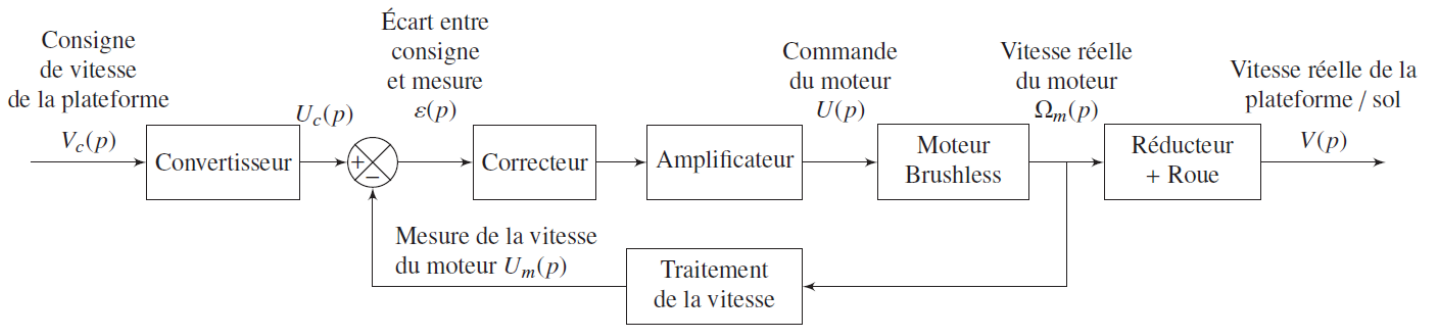 Consigne
de vitesse
de la plateforme
V_c(p)
Convertisseur
U_c(p)
+
−
Écart entre
consigne
et mesure
ε(p)
Correcteur
Amplificateur
Commande
du moteur
U(p)
Moteur
Brushless
Vitesse réelle
du moteur
Ω_m(p)
Réducteur
+ Roue
Vitesse réelle de la
plateforme / sol
V(p)
Mesure de la vitesse
du moteur U_m(p)
Traitement
de la vitesse